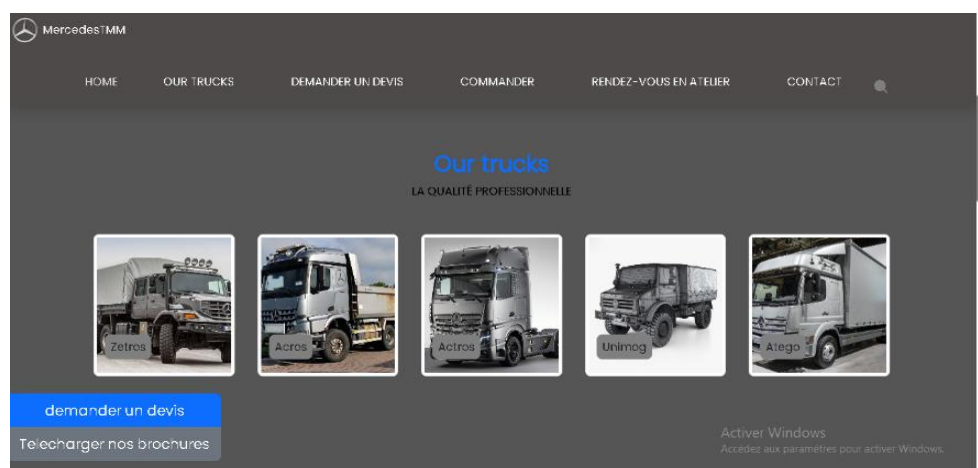 MercedesTMM
HOME OUR TRUCKS DEMANDER UN DEVIS COMMANDER RENDEZ-VOUS EN ATELIER CONTACT
Our trucks
LA QUALITÉ PROFESSIONNELLE
Zetros Acros Actros Unimog Atego
demander un devis
Telecharger nos brochures
Activer Windows
Accédez aux paramètres pour activer Windows.